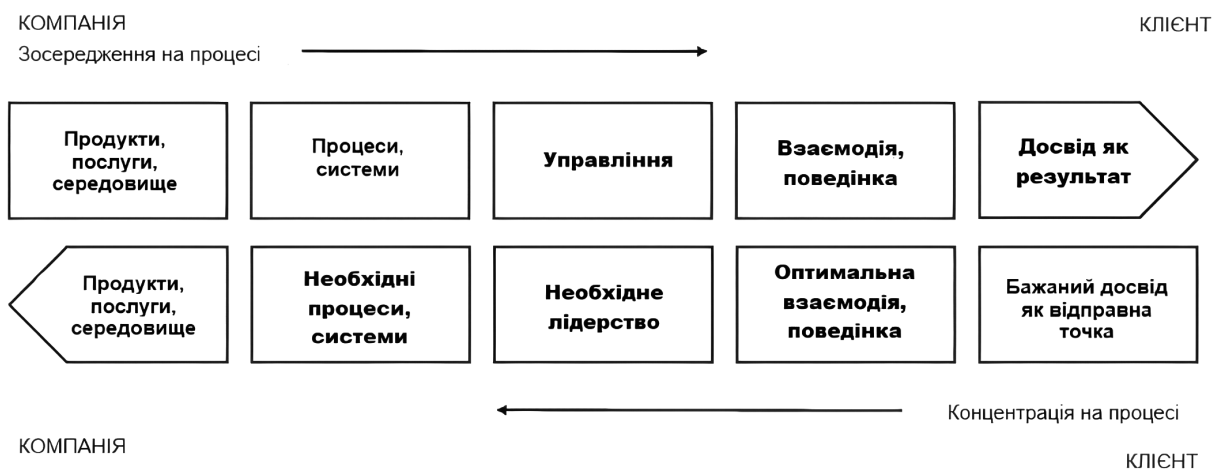 КОМПАНІЯ
КЛІЄНТ
Зосередження на процесі
Продукти,
послуги,
середовище
Процеси,
системи
Управління
Взаємодія,
поведінка
Досвід як
результат
Продукти,
послуги,
середовище
Необхідні
процеси,
системи
Необхідне
лідерство
Оптимальна
взаємодія,
поведінка
Бажаний досвід
як відправна
точка
Концентрація на процесі
КОМПАНІЯ
КЛІЄНТ